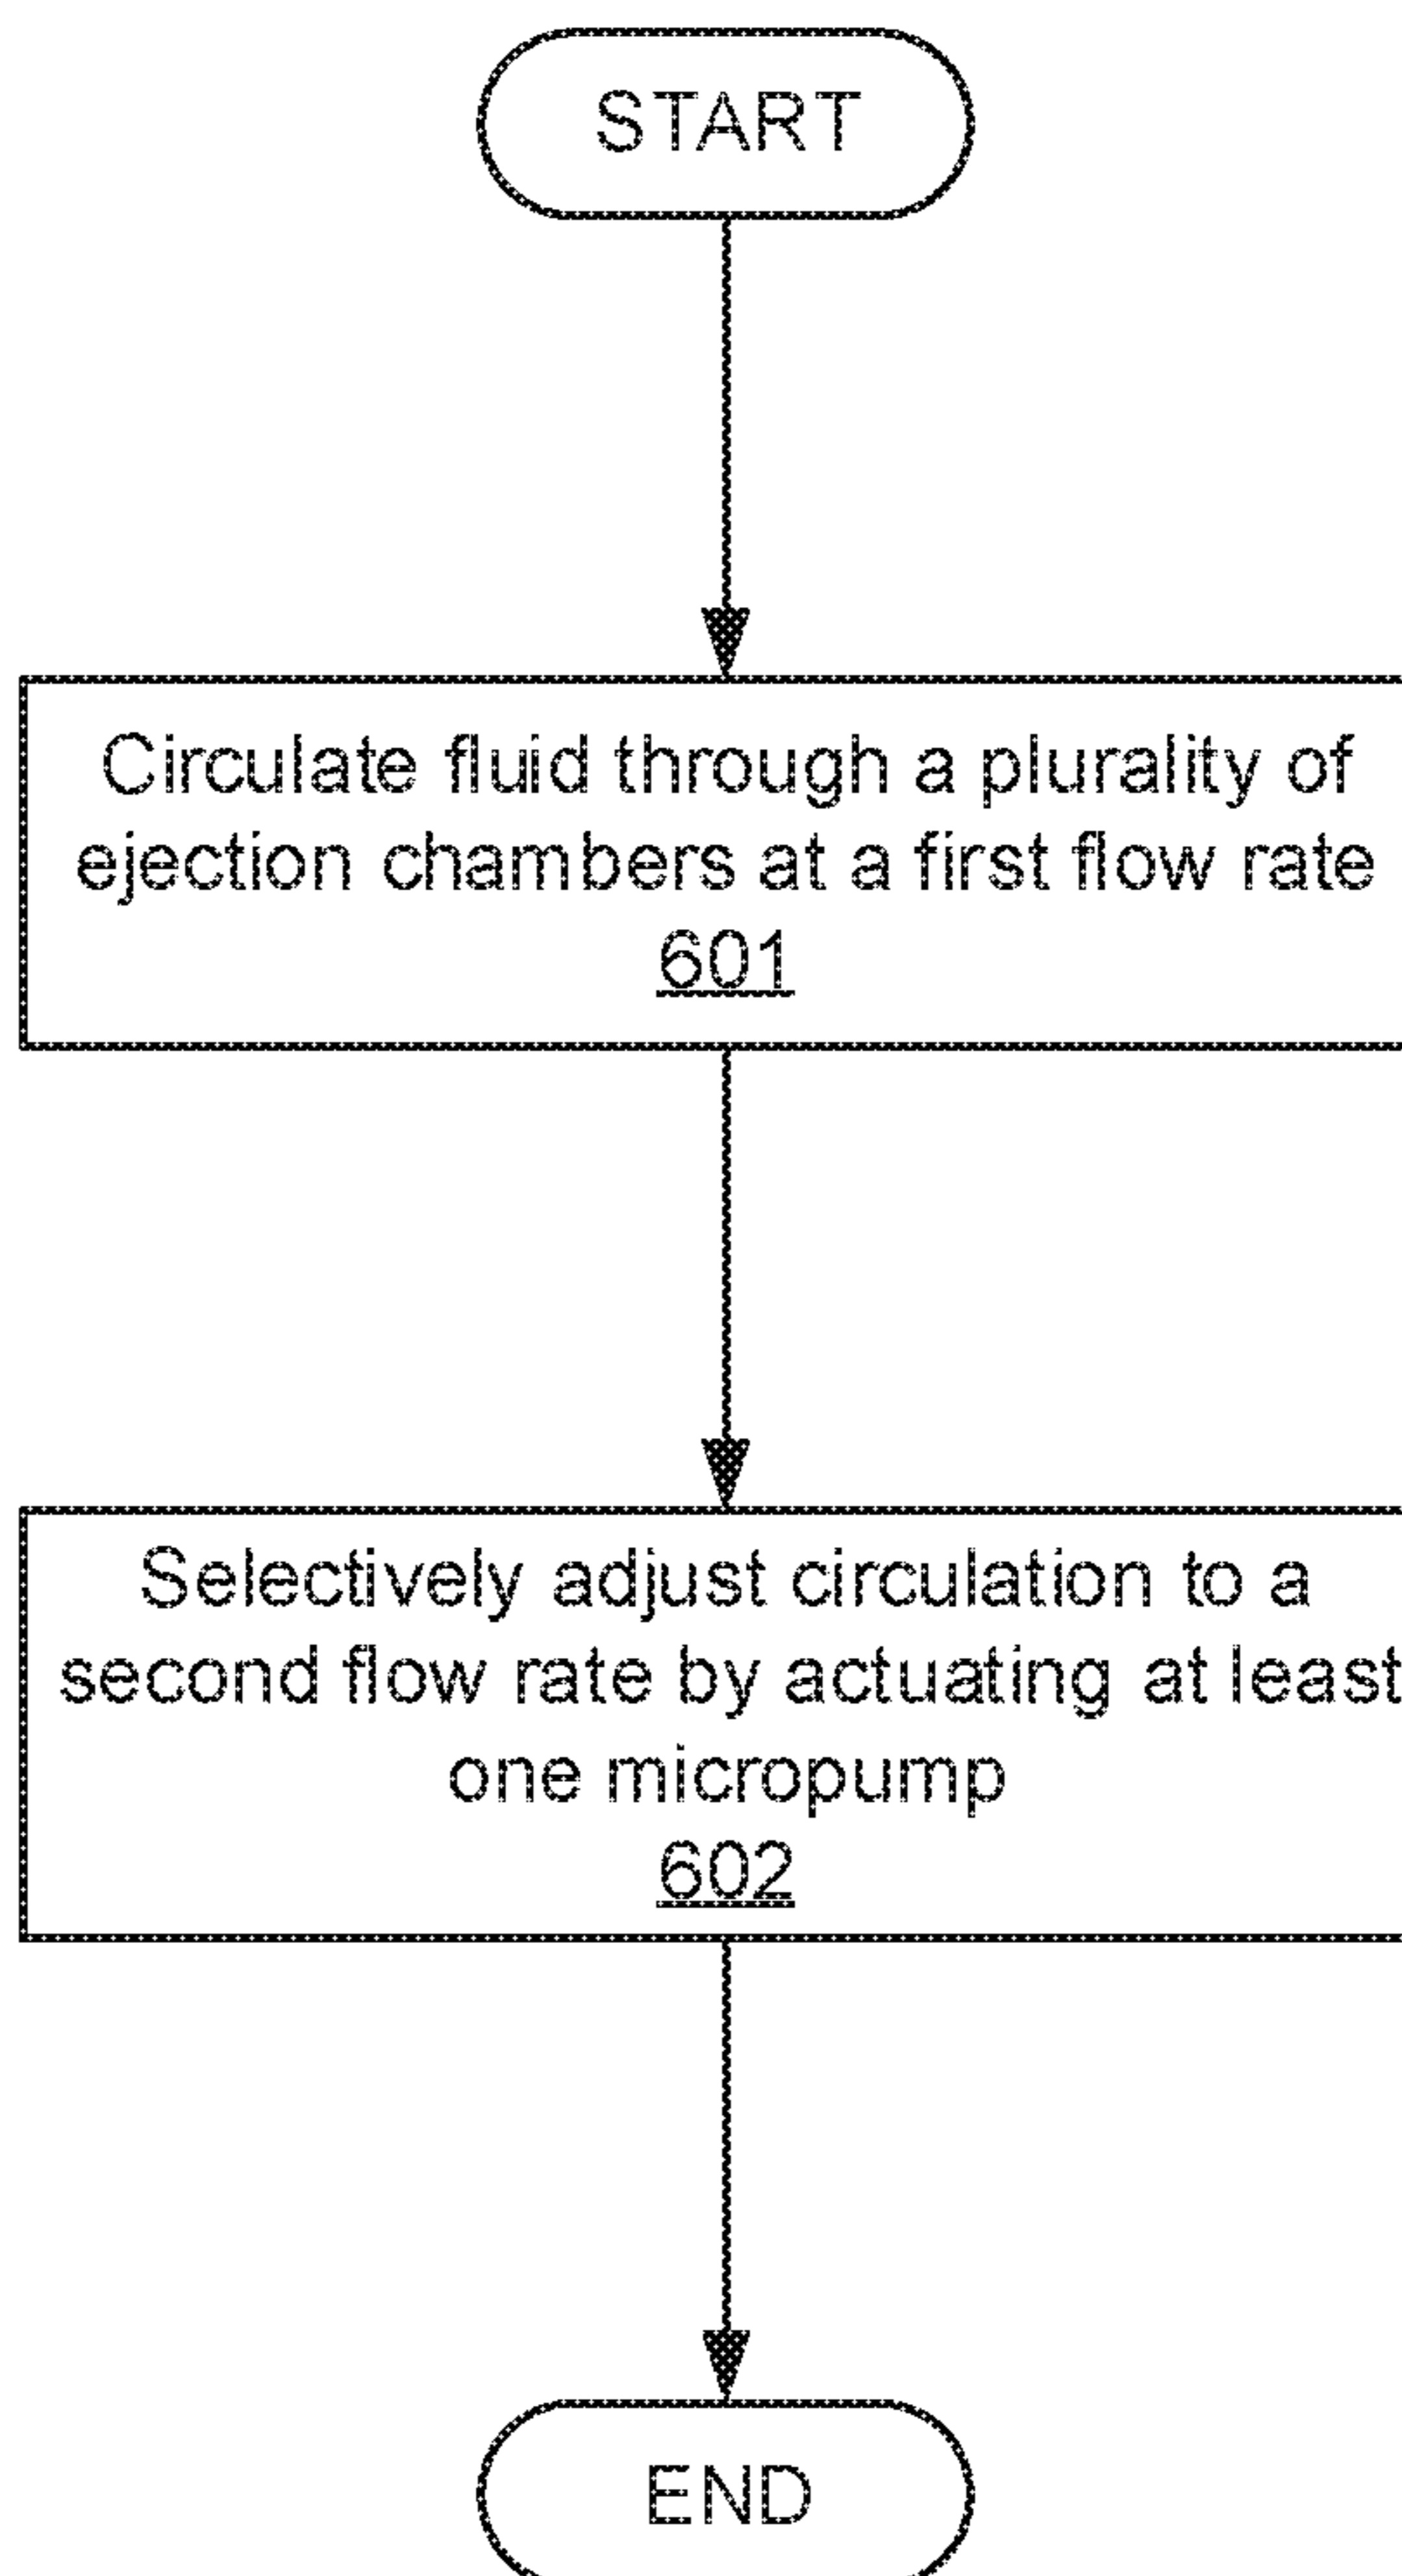 START
Circulate fluid through a plurality of
ejection chambers at a first flow rate
601
Selectively adjust circulation to a
second flow rate by actuating at least
one micropump
602
END